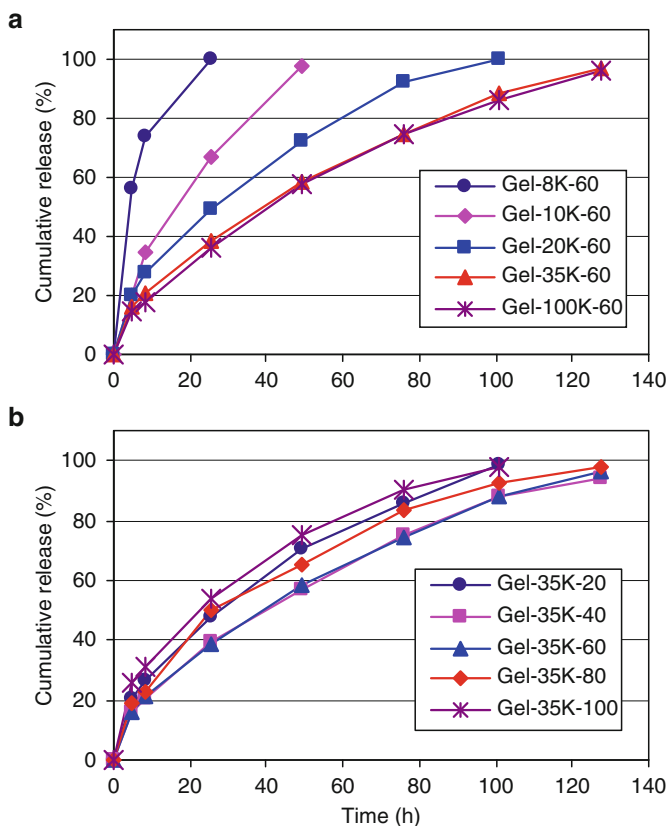 a
Cumulative release (%)
100
80
60
40
20
0
Gel-8K-60
Gel-10K-60
Gel-20K-60
Gel-35K-60
Gel-100K-60
0 20 40 60 80 100 120 140
b
Cumulative release (%)
100
80
60
40
20
0
Gel-35K-20
Gel-35K-40
Gel-35K-60
Gel-35K-80
Gel-35K-100
0 20 40 60 80 100 120 140
Time (h)